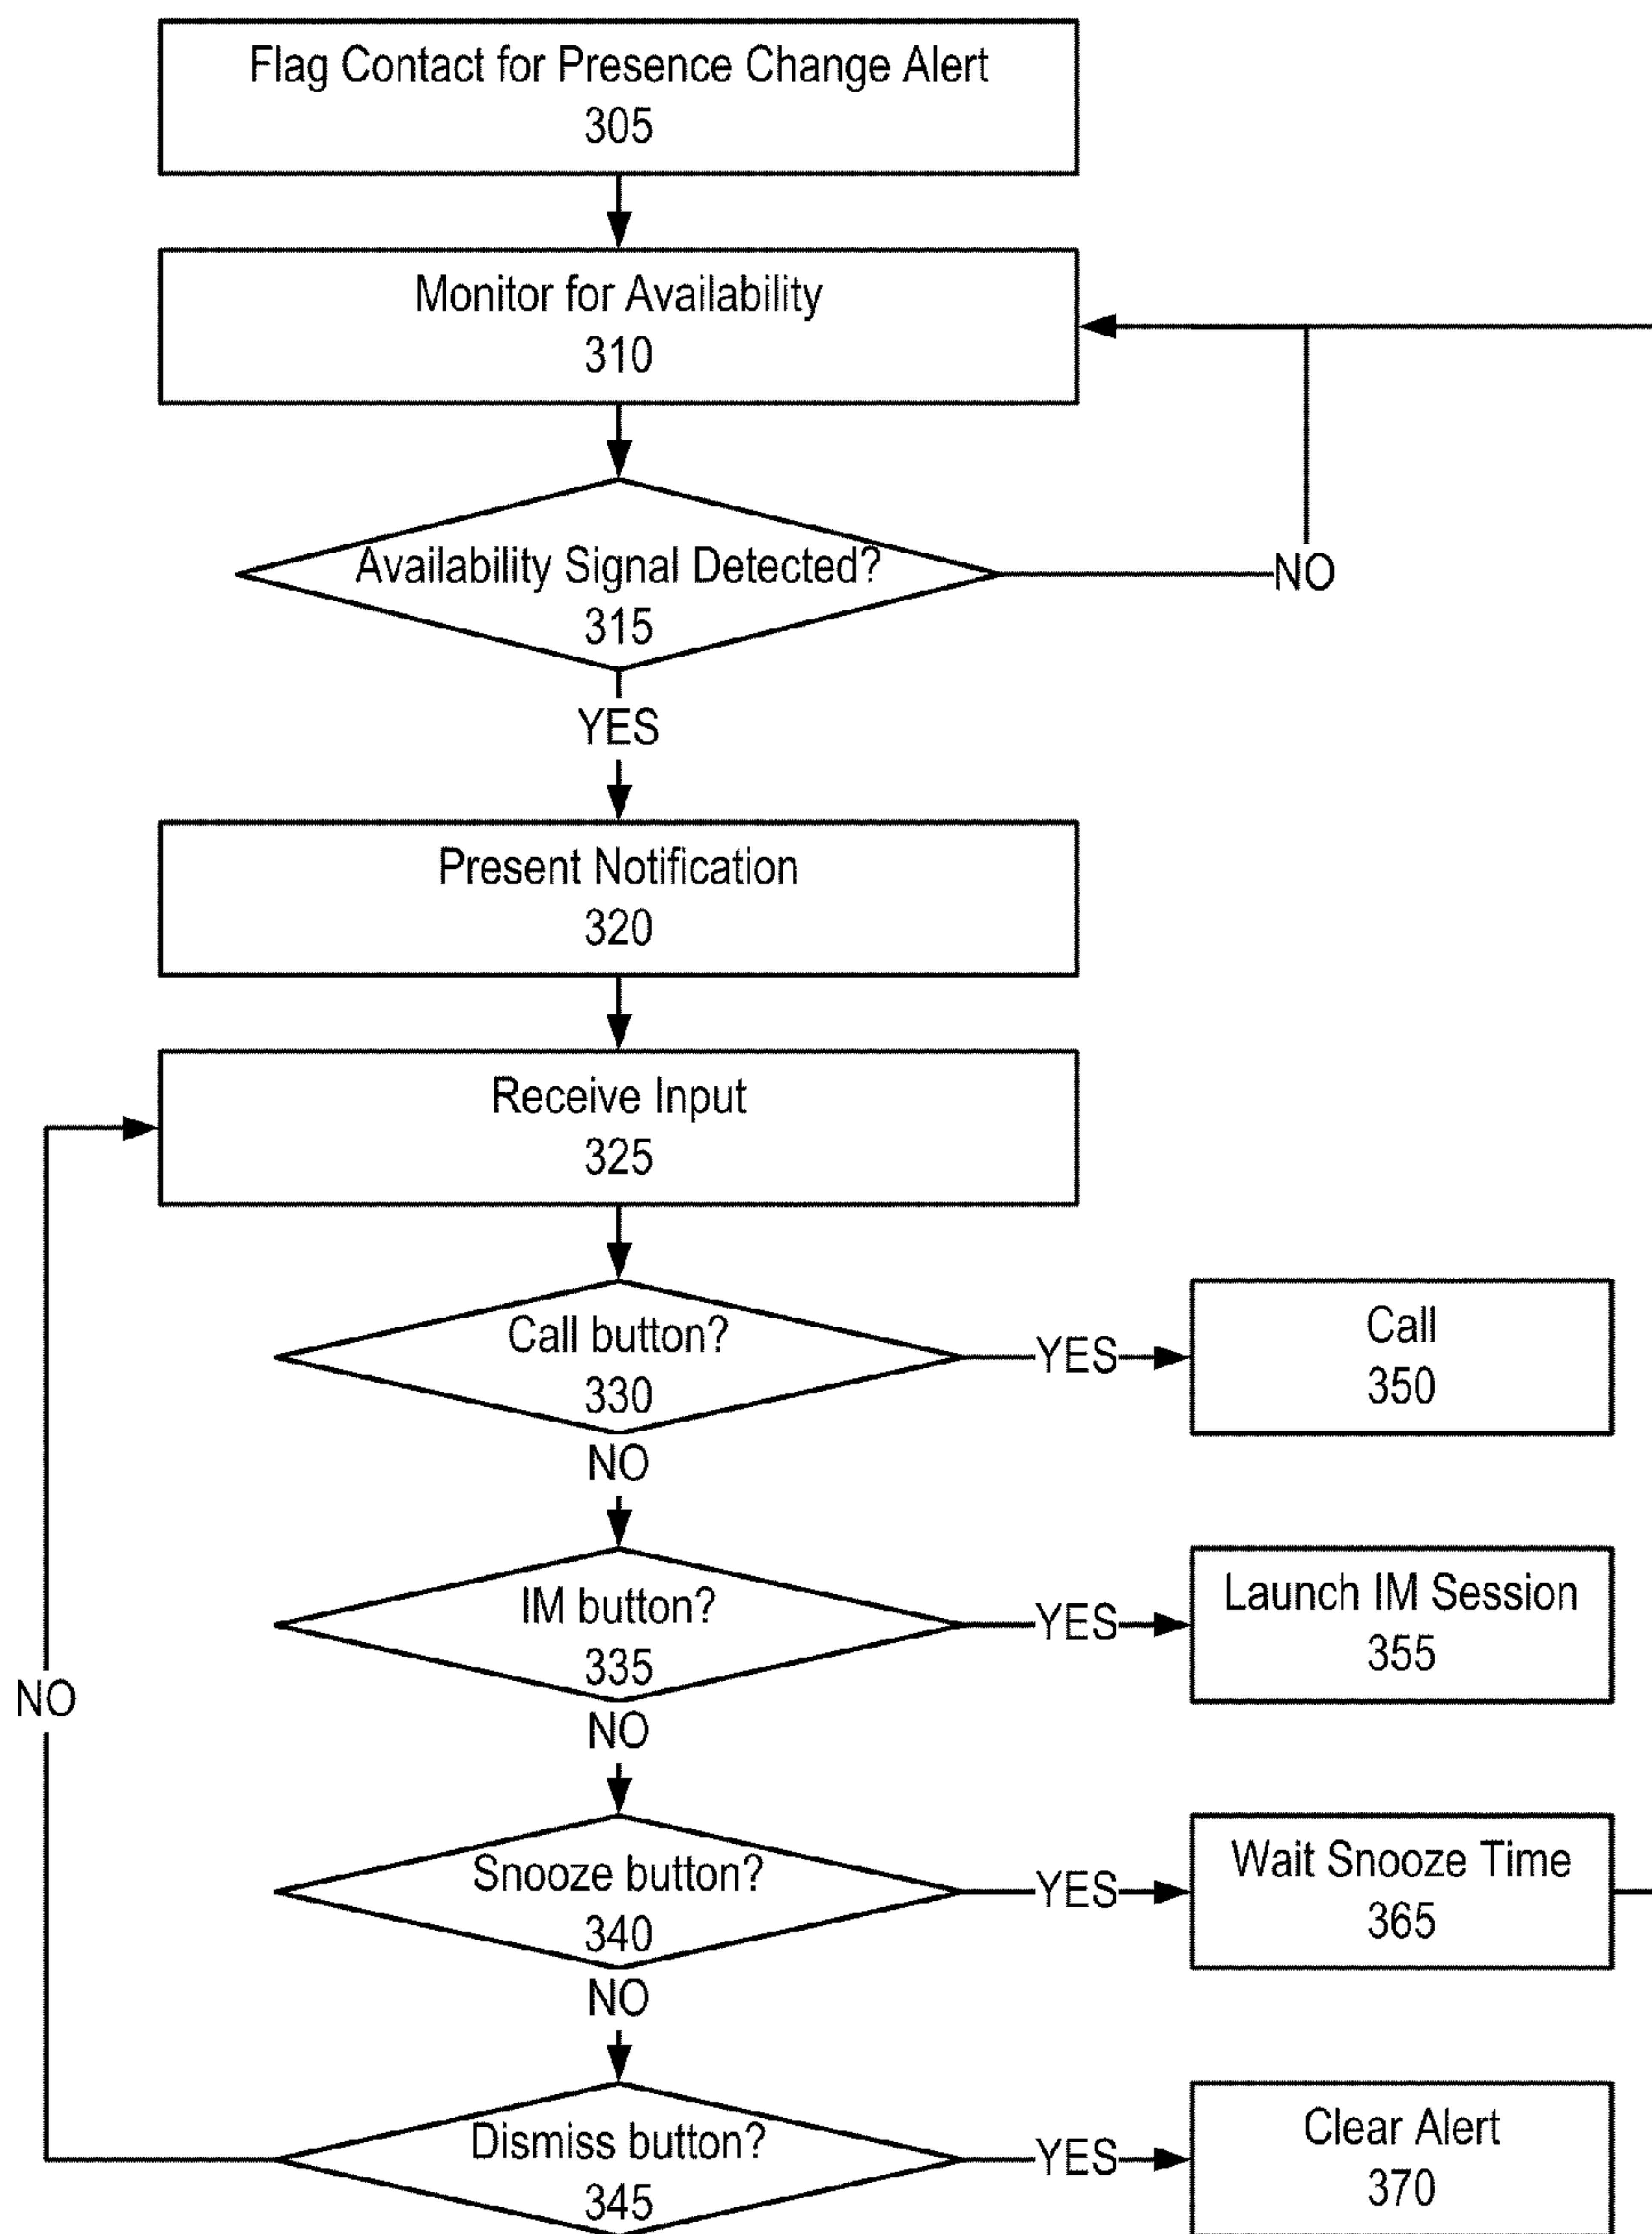 Flag Contact for Presence Change Alert
305
Monitor for Availability
310
Availability Signal Detected?
315
NO
YES
Present Notification
320
Receive Input
325
Call button?
330
YES
Call
350
NO
IM button?
335
YES
Launch IM Session
355
NO
NO
Snooze button?
340
YES
Wait Snooze Time
365
NO
Dismiss button?
345
YES
Clear Alert
370